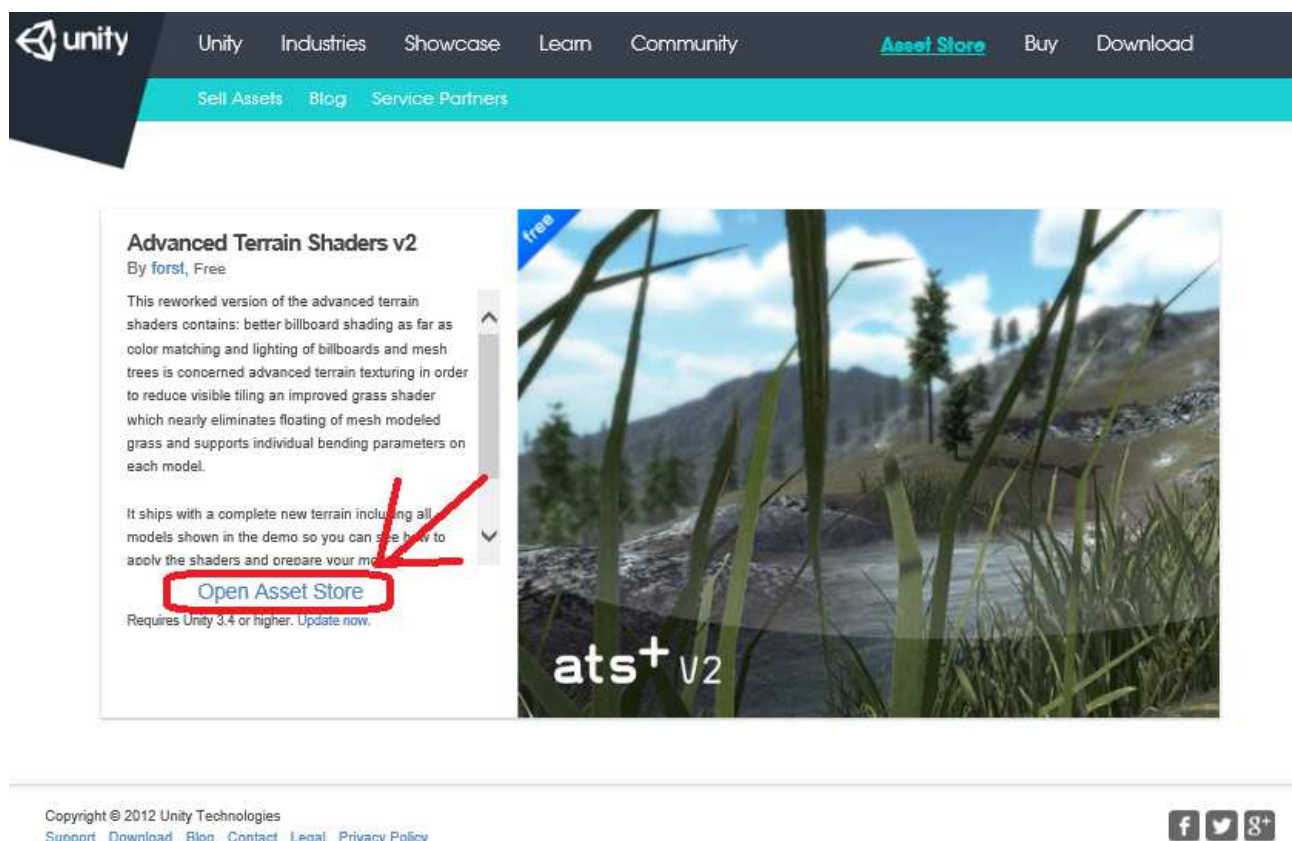 unity
Unity Industries Showcase Learn Community Asset Store Buy Download
Sell Assets Blog Service Partners
Advanced Terrain Shaders v2
By forst, Free
This reworked version of the advanced terrain
shaders contains: better billboard shading as far as
color matching and lighting of billboards and mesh
trees is concerned advanced terrain texturing in order
to reduce visible tiling an improved grass shader
which nearly eliminates floating of mesh modeled
grass and supports individual bending parameters on
each model.
It ships with a complete new terrain including all
models shown in the demo so you can see how to
apply the shaders and prepare your
Open Asset Store
Requires Unity 3.4 or higher. Update now.
free
ats+ V2
Copyright © 2012 Unity Technologies
Support Download Blog Contact Legal Privacy Policy
f 8+